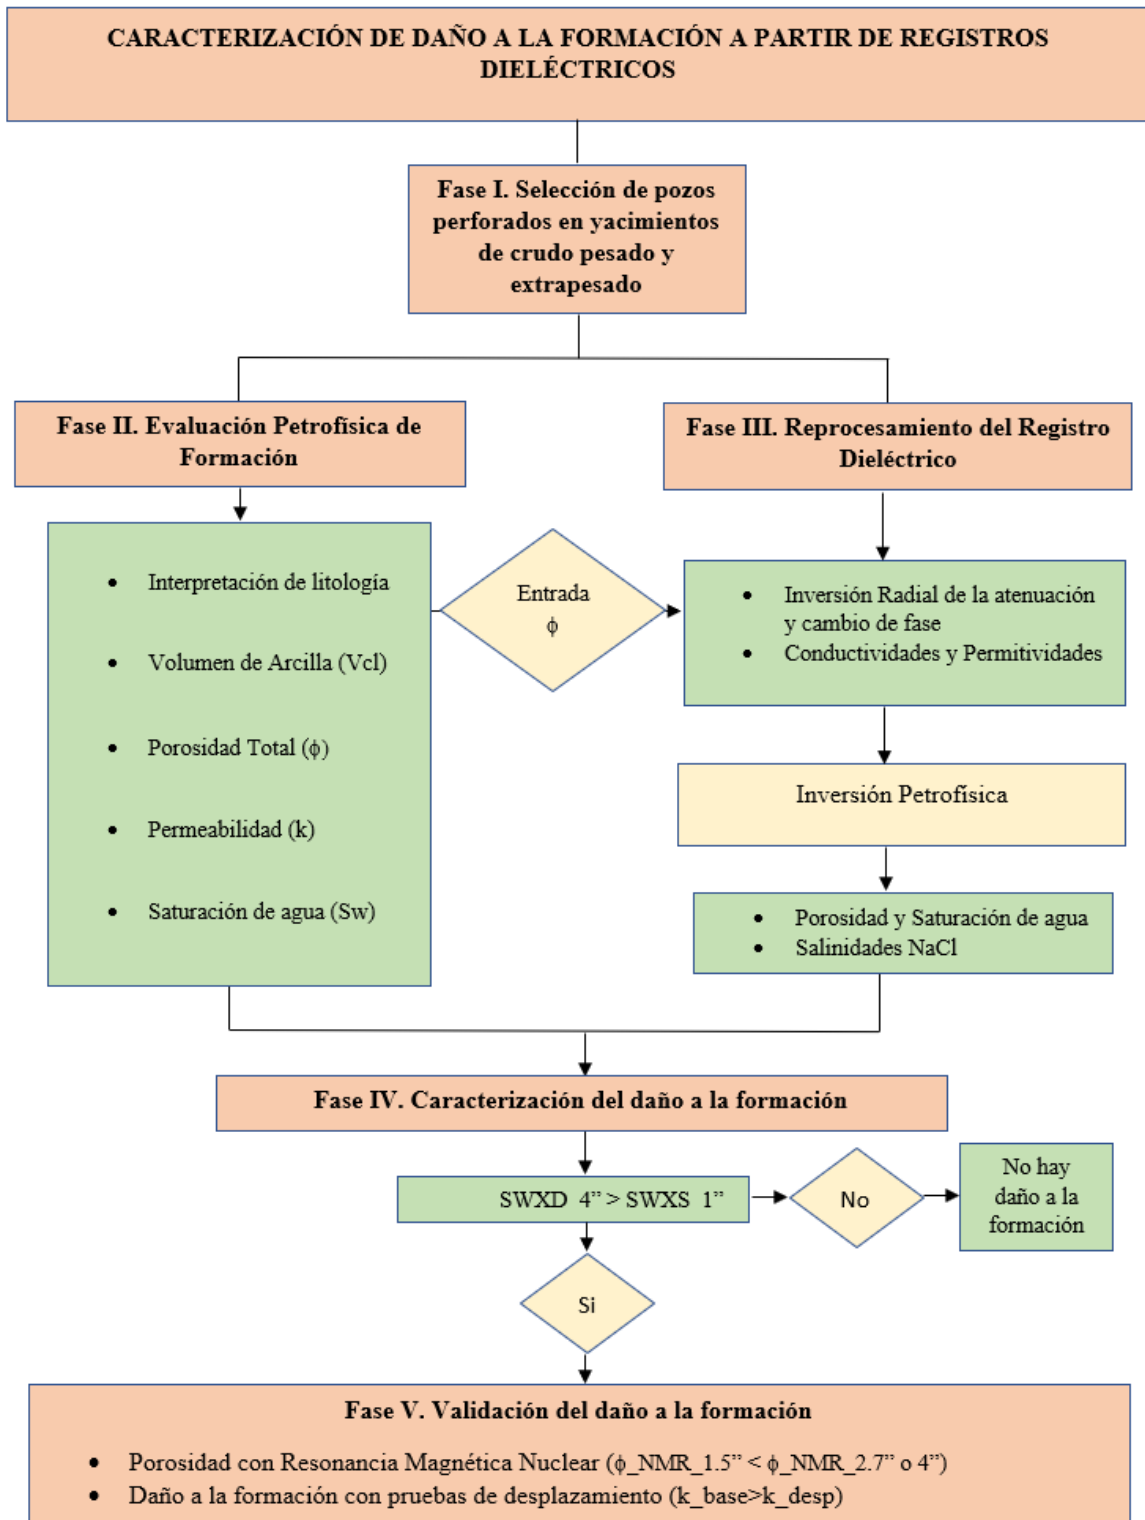 CARACTERIZACIÓN DE DAÑO A LA FORMACIÓN A PARTIR DE REGISTROS
DIELÉCTRICOS
Fase I. Selección de pozos
perforados en yacimientos
de crudo pesado y
extrapesado
Fase II. Evaluación Petrofísica de
Formación
Fase III. Reprocesamiento del Registro
Dieléctrico
• Interpretación de litología
• Volumen de Arcilla (Vcl)
• Porosidad Total (ϕ)
• Permeabilidad (k)
• Saturación de agua (Sw)
Entrada
ϕ
• Inversión Radial de la atenuación
y cambio de fase
• Conductividades y Permitividades
Inversión Petrofísica
• Porosidad y Saturación de agua
• Salinidades NaCl
Fase IV. Caracterización del daño a la formación
SWXD 4” > SWXS 1”
No
No hay
daño a la
formación
Si
Fase V. Validación del daño a la formación
• Porosidad con Resonancia Magnética Nuclear (ϕ_NMR_1.5” < ϕ_NMR_2.7” o 4”)
• Daño a la formación con pruebas de desplazamiento (k_base>k_desp)